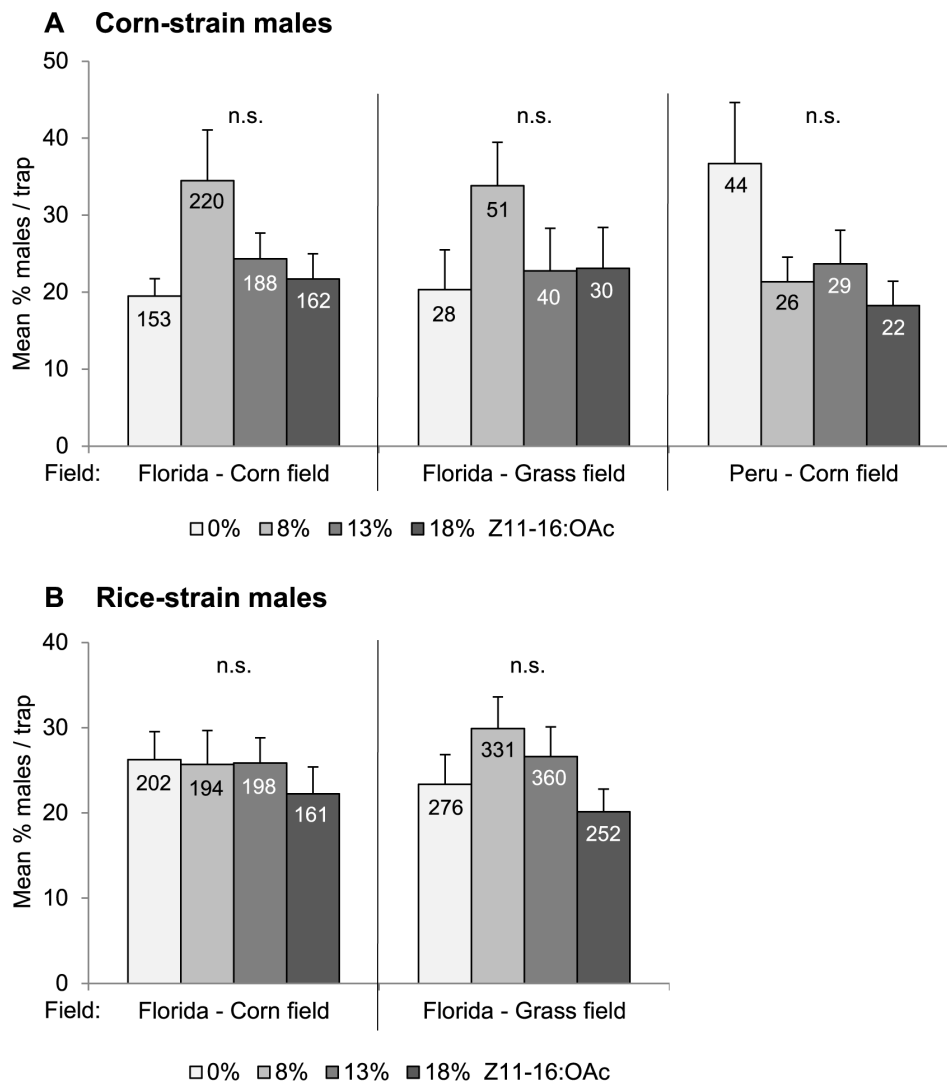 A Corn-strain males
50
40
30
20
10
0
Mean % males / trap
n.s. n.s. n.s.
153 220 188 162 28 51 40 30 44 26 29 22
Field: Florida - Corn field Florida - Grass field Peru - Corn field
0% 8% 13% 18% Z11-16:OAc
B Rice-strain males
40
30
20
10
0
Mean % males / trap
n.s. n.s.
202 194 198 161 276 331 360 252
Field: Florida - Corn field Florida - Grass field
0% 8% 13% 18% Z11-16:OAc